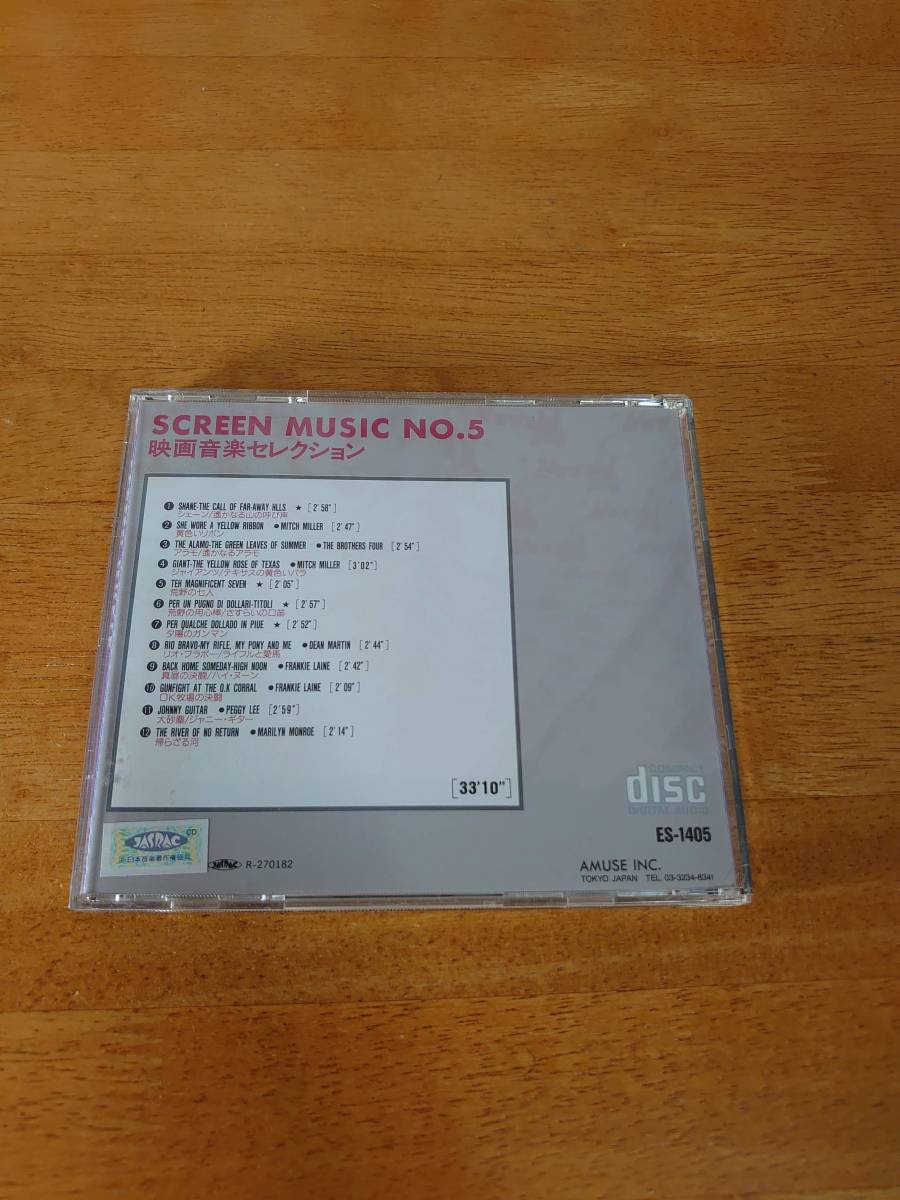 SCREEN MUSIC NO.5
映画音楽セレクション
❶ SHANE-THE CALL OF FAR-AWAY HLLS ★ [2'58"]
シェーン/遙かなる山の呼び声
❷ SHE WORE A YELLOW RIBBON ●MITCH MILLER [2'47"]
黄色いリボン
❸ THE ALAMO-THE GREEN LEAVES OF SUMMER ●THE BROTHERS FOUR [2'54"]
アラモ/遙かなるアラモ
❹ GIANT-THE YELLOW ROSE OF TEXAS ●MITCH MILLER [3'02"]
ジャイアンツ/テキサスの黄色いバラ
❺ TEH MAGNIFICENT SEVEN ★ [2'05"]
荒野の七人
❻ PER UN PUGNO DI DOLLARI-TITOLI ★ [2'57"]
荒野の用心棒/さすらいの口笛
❼ PER QUALCHE DOLLADO IN PIUE ★ [2'52"]
夕陽のガンマン
❽ RIO BRAVO-MY RIFLE, MY PONY AND ME ●DEAN MARTIN [2'44"]
リオ・ブラボー/ライフルと愛馬
❾ BACK HOME SOMEDAY-HIGH NOON ●FRANKIE LAINE [2'42"]
真昼の決闘/ハイ・ヌーン
❿ GUNFIGHT AT THE O.K CORRAL ●FRANKIE LAINE [2'09"]
OK牧場の決闘
⓫ JOHNNY GUITAR ●PEGGY LEE [2'59"]
大砂塵/ジャニー・ギター
⓬ THE RIVER OF NO RETURN ●MARILYN MONROE [2'14"]
帰らざる河
[33'10"]
COMPACT
disc
DIGITAL AUDIO
ES-1405
CD
JASRAC
JASRAC R-270182
AMUSE INC.
TOKYO JAPAN TEL. 03-3234-8341